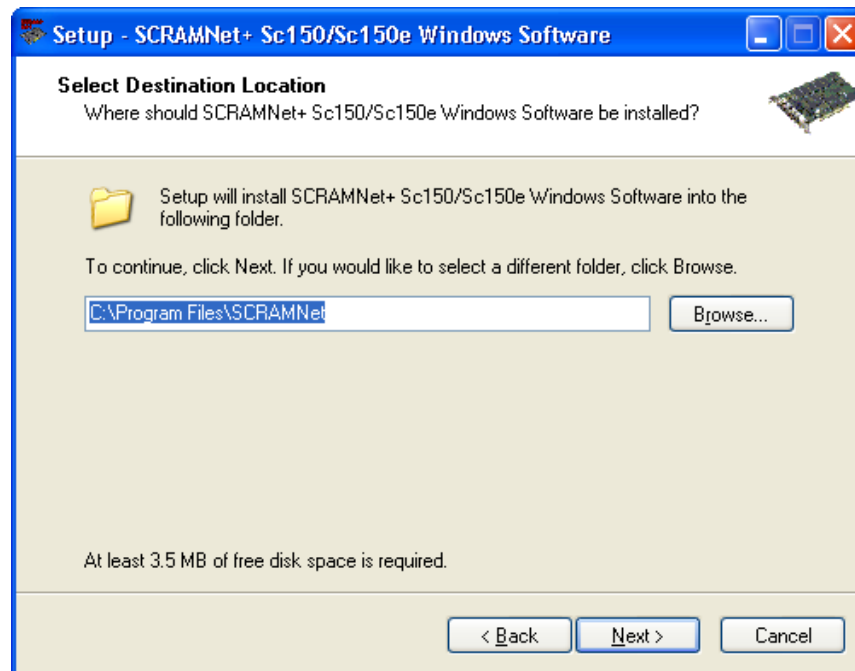 Setup - SCRAMNet+ Sc150/Sc150e Windows Software
Select Destination Location
Where should SCRAMNet+ Sc150/Sc150e Windows Software be installed?
Setup will install SCRAMNet+ Sc150/Sc150e Windows Software into the
following folder.
To continue, click Next. If you would like to select a different folder, click Browse.
C:\Program Files\SCRAMNet
Browse...
At least 3.5 MB of free disk space is required.
< Back
Next >
Cancel